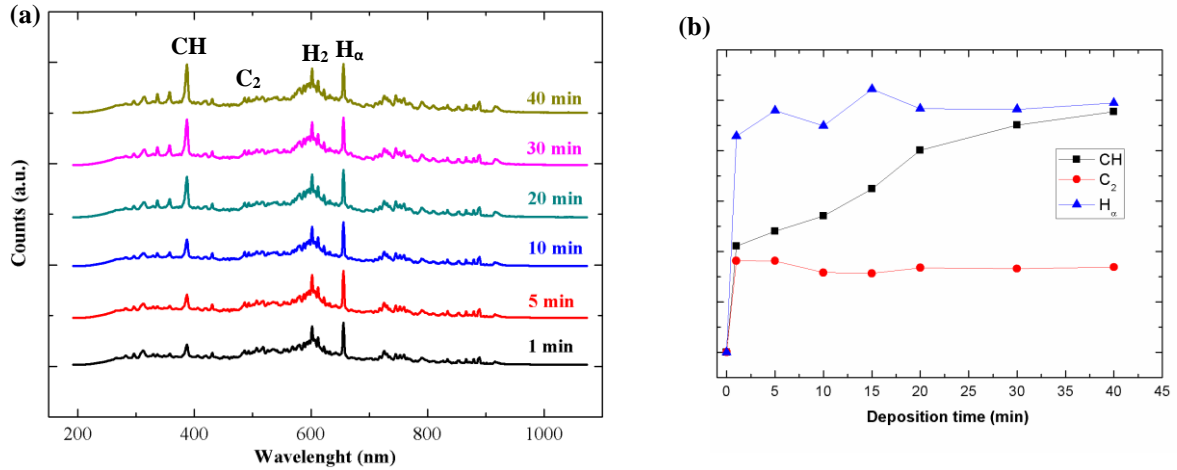 (a)
CH
C₂
H₂
Hα
40 min
30 min
20 min
10 min
5 min
1 min
Counts (a.u.)
200 400 600 800 1000
Wavelenght (nm)
(b)
CH
C₂
Hα
0 5 10 15 20 25 30 35 40 45
Deposition time (min)